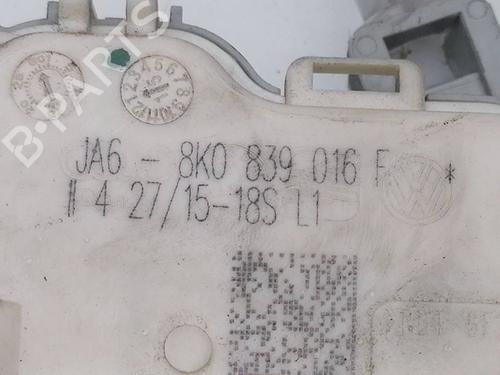 JA6 - 8K0 839 016 F *
II 4 27/15-18S L1
B-PARTS